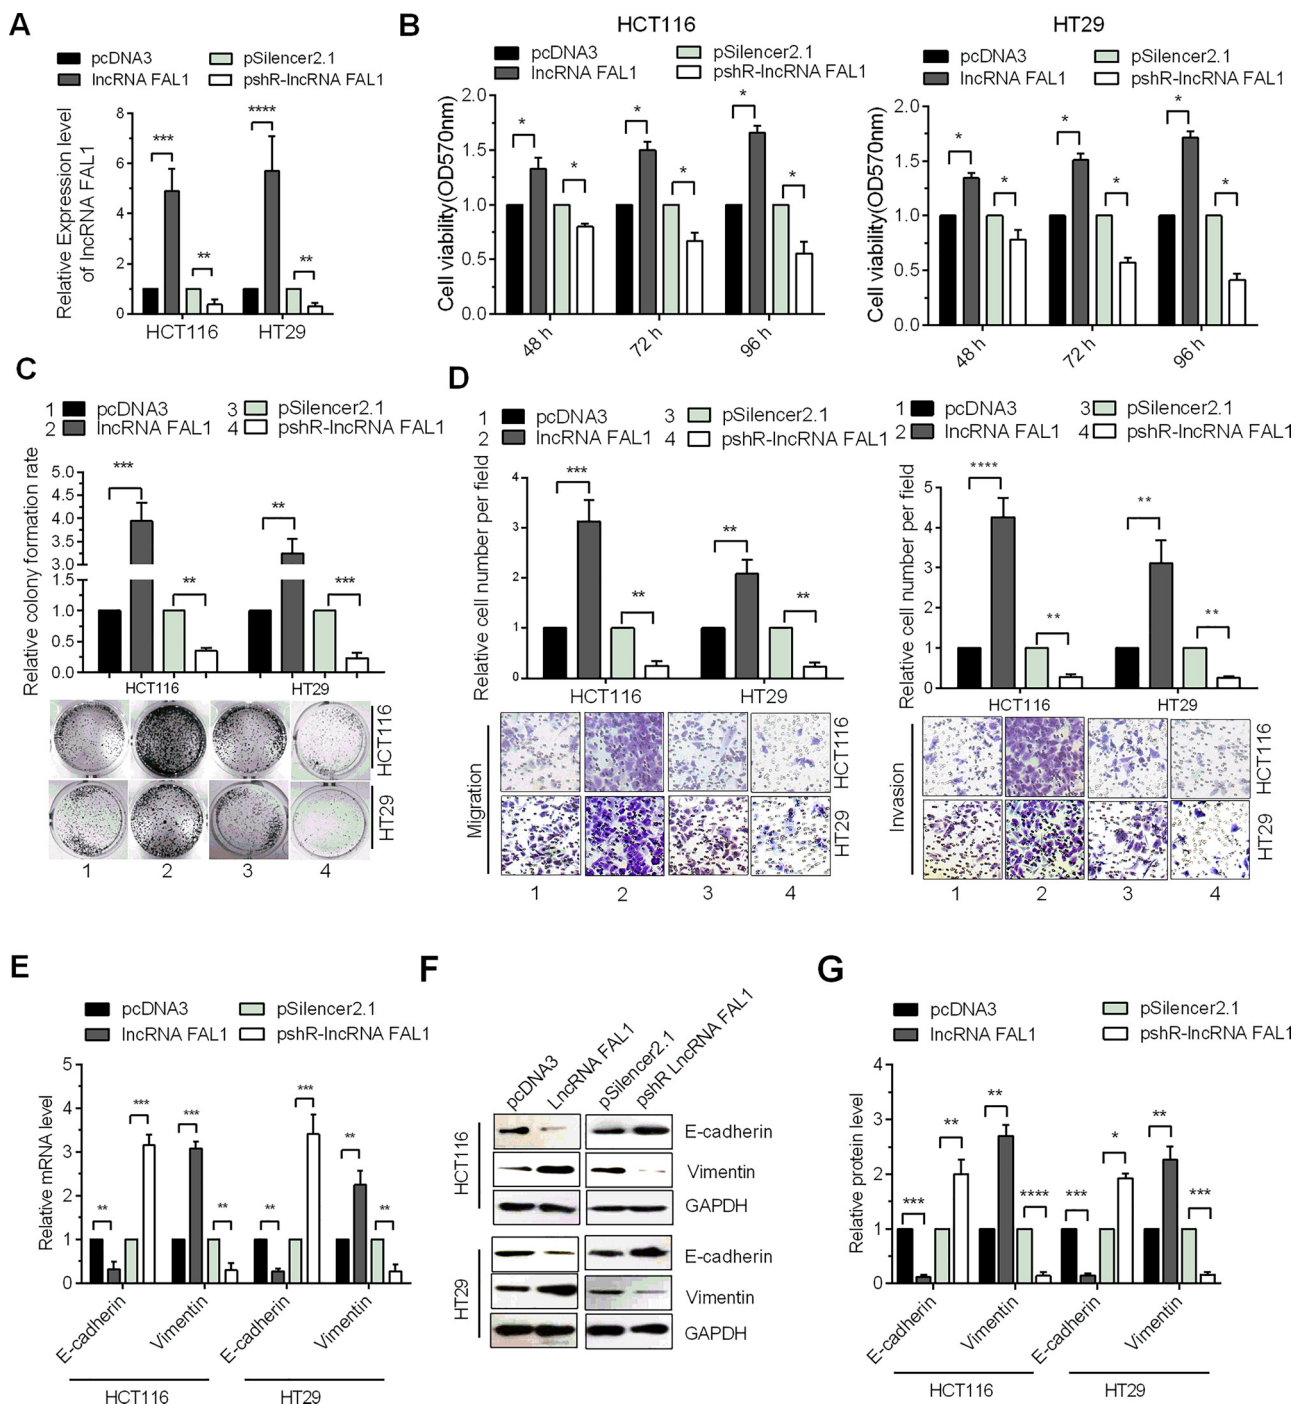 A
pcDNA3
pSilencer2.1
lncRNA FAL1
pshR-lncRNA FAL1
Relative Expression level
of lncRNA FAL1
8
6
4
2
1
0
***
**
****
**
HCT116
HT29
B
HCT116
pcDNA3
pSilencer2.1
lncRNA FAL1
pshR-lncRNA FAL1
Cell viability(OD570nm)
2.0
1.5
1.0
0.5
0.0
*
*
*
*
*
*
48 h
72 h
96 h
HT29
pcDNA3
pSilencer2.1
lncRNA FAL1
pshR-lncRNA FAL1
Cell viability(OD570nm)
2.0
1.5
1.0
0.5
0.0
*
*
*
*
*
*
48 h
72 h
96 h
C
1 pcDNA3
3 pSilencer2.1
2 lncRNA FAL1
4 pshR-lncRNA FAL1
Relative colony formation rate
5.0
4.5
4.0
3.5
3.0
1.5
1.0
0.5
0.0
***
**
**
***
HCT116
HT29
HCT116
HT29
1 2 3 4
D
1 pcDNA3
3 pSilencer2.1
2 lncRNA FAL1
4 pshR-lncRNA FAL1
Relative cell number per field
4
3
2
1
0
***
**
**
**
HCT116
HT29
Migration
HCT116
HT29
1 2 3 4
1 pcDNA3
3 pSilencer2.1
2 lncRNA FAL1
4 pshR-lncRNA FAL1
Relative cell number per field
5
4
2
1
0
****
**
**
**
HCT116
HT29
Invasion
HCT116
HT29
1 2 3 4
E
pcDNA3
pSilencer2.1
lncRNA FAL1
pshR-lncRNA FAL1
Relative mRNA level
5
4
3
2
1
0
**
***
***
**
**
***
**
**
E-cadherin
Vimentin
E-cadherin
Vimentin
HCT116
HT29
F
pcDNA3
LncRNA FAL1
pSilencer2.1
pshR LncRNA FAL1
HCT116
E-cadherin
Vimentin
GAPDH
HT29
E-cadherin
Vimentin
GAPDH
G
pcDNA3
pSilencer2.1
lncRNA FAL1
pshR-lncRNA FAL1
Relative protein level
4
3
2
1
0
***
**
**
****
***
*
**
***
E-cadherin
Vimentin
E-cadherin
Vimentin
HCT116
HT29